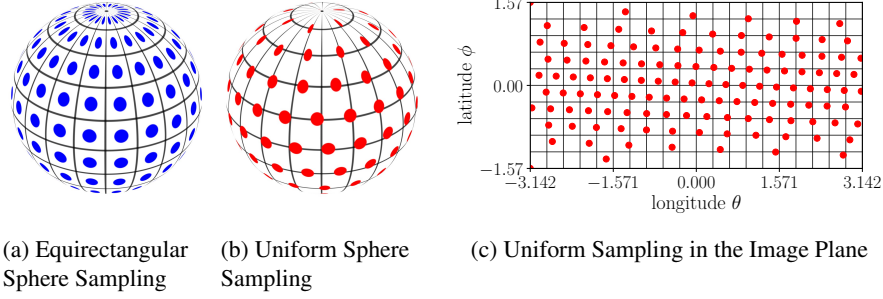 1.57
latitude ϕ
0.00
−1.57
−3.142 −1.571 0.000 1.571 3.142
longitude θ
(a) Equirectangular
Sphere Sampling
(b) Uniform Sphere
Sampling
(c) Uniform Sampling in the Image Plane